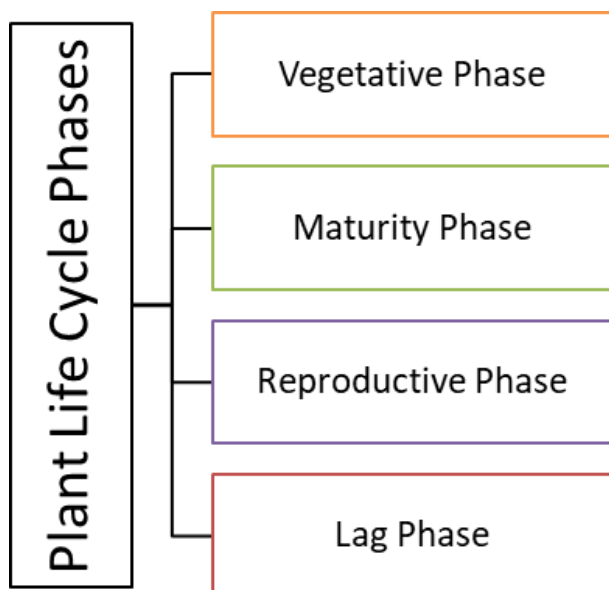 Plant Life Cycle Phases
Vegetative Phase
Maturity Phase
Reproductive Phase
Lag Phase